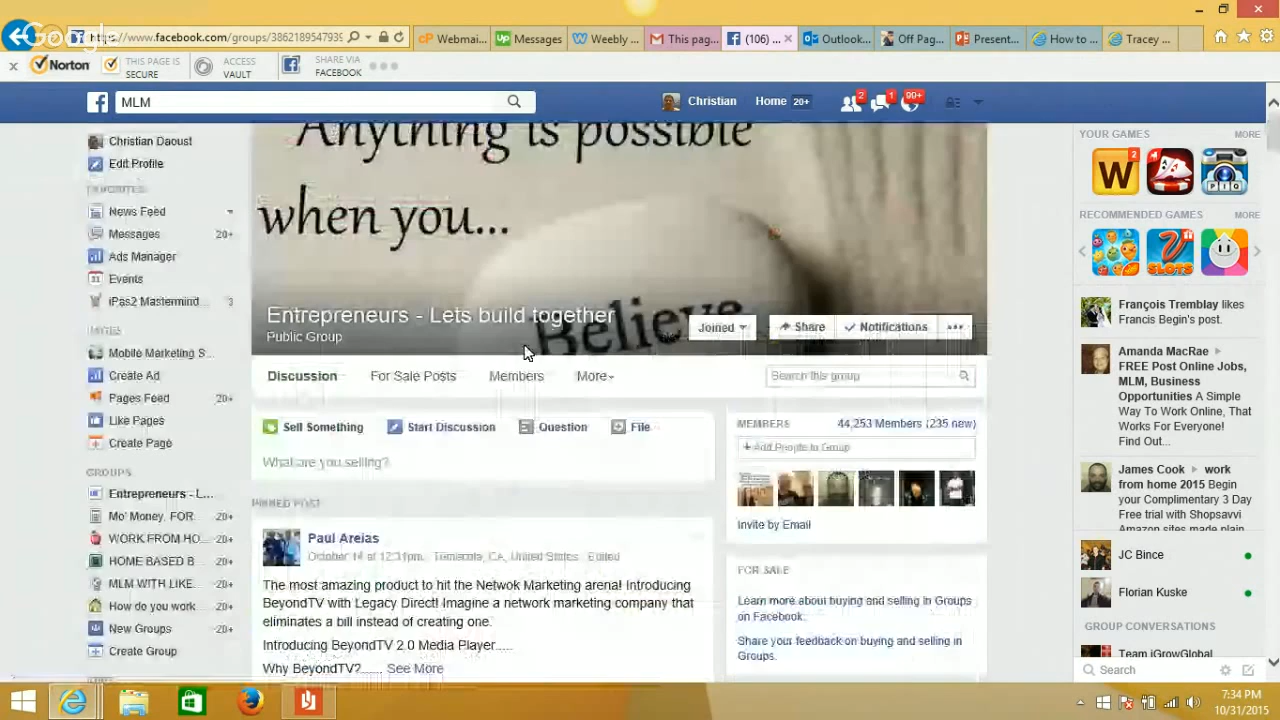 Google
https://www.facebook.com/groups/3862189547939
Webmai...
Messages
Weebly ...
This pag...
(106) ...
Outlook...
Off Pag...
Present...
How to ...
Tracey ...
Norton
THIS PAGE IS
SECURE
ACCESS
VAULT
SHARE VIA
FACEBOOK
MLM
Christian
Home 20+
2
1
99+
Christian Daoust
Edit Profile
FAVORITES
News Feed
Messages 20+
Ads Manager
Events
iPas2 Mastermind... 3
Mobile Marketing S...
Create Ad
Pages Feed 20+
Like Pages
Create Page
GROUPS
Entrepreneurs - L...
Mo' Money, FOR... 20+
WORK FROM HO... 20+
HOME BASED B... 20+
MLM WITH LIKE... 20+
How do you work... 20+
New Groups 20+
Create Group
Anything is possible
when you...
Believe
Entrepreneurs - Lets build together
Public Group
Joined
Share
Notifications
Discussion
For Sale Posts
Members
More
Search this group
Sell Something
Start Discussion
Question
File
What are you selling?
PINNED POST
Paul Areias
October 14 at 12:31pm · Temecula, CA, United States · Edited
The most amazing product to hit the Netwok Marketing arena! Introducing
BeyondTV with Legacy Direct! Imagine a network marketing company that
eliminates a bill instead of creating one.
Introducing BeyondTV 2.0 Media Player.....
Why BeyondTV?...... See More
MEMBERS
44,253 Members (235 new)
+ Add People to Group
Invite by Email
FOR SALE
Learn more about buying and selling in Groups
on Facebook.
Share your feedback on buying and selling in
Groups.
YOUR GAMES
MORE
W 2
RECOMMENDED GAMES
MORE
SLOTS
François Tremblay likes
Francis Begin's post.
Amanda MacRae
FREE Post Online Jobs,
MLM, Business
Opportunities A Simple
Way To Work Online, That
Works For Everyone!
Find Out...
James Cook work
from home 2015 Begin
your Complimentary 3 Day
Free trial with Shopsavvi
Amazon sites made plain
JC Bince
Florian Kuske
GROUP CONVERSATIONS
Team iGrowGlobal
Search
7:34 PM
10/31/2015